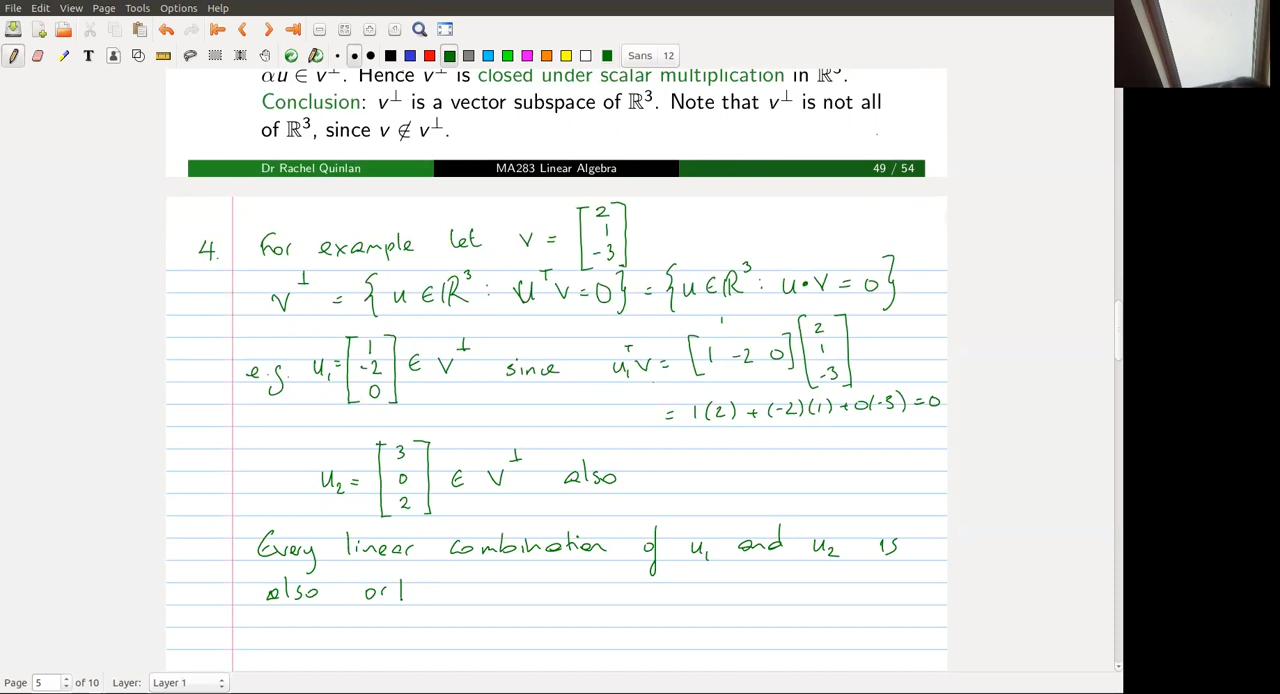 File Edit View Page Tools Options Help
T
Sans 12
αu ∈ v⊥. Hence v⊥ is closed under scalar multiplication in ℝ³.
Conclusion: v⊥ is a vector subspace of ℝ³. Note that v⊥ is not all
of ℝ³, since v ∉ v⊥.
Dr Rachel Quinlan MA283 Linear Algebra 49 / 54
4. For example let v = [2 1 -3]
v⊥ = { u ∈ ℝ³ : uᵀv = 0 } = { u ∈ ℝ³ : u • v = 0 }
e.g. u₁ = [1 -2 0] ∈ v⊥ since u₁ᵀv = [1 -2 0] [2 1 -3]
= 1(2) + (-2)(1) + 0(-3) = 0
u₂ = [3 0 2] ∈ v⊥ also
Every linear combination of u₁ and u₂ is
also or
Page 5 of 10 Layer: Layer 1